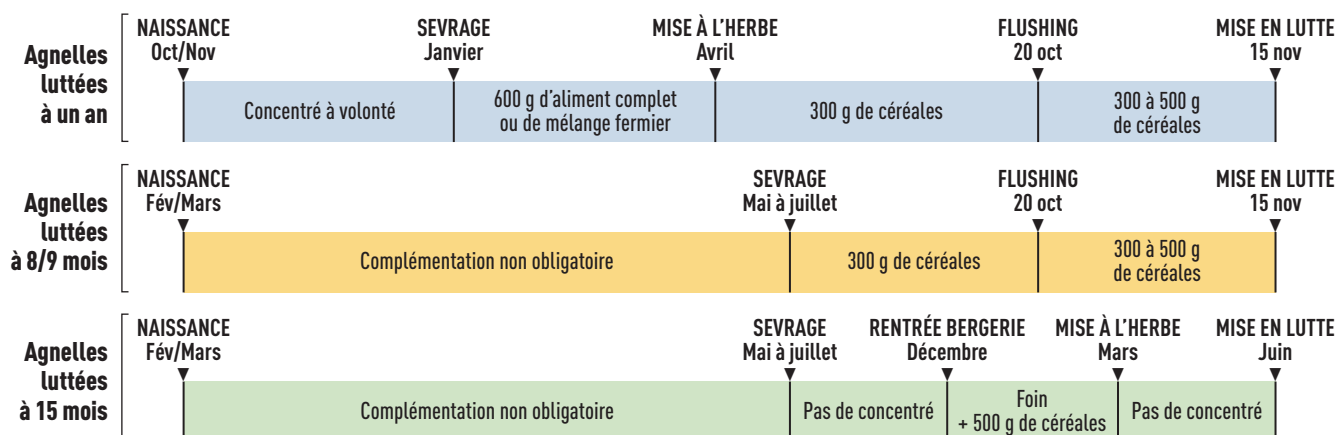 Agnelles
luttées
à un an
NAISSANCE
Oct/Nov
SEVRAGE
Janvier
MISE À L'HERBE
Avril
FLUSHING
20 oct
MISE EN LUTTE
15 nov
Concentré à volonté
600 g d'aliment complet
ou de mélange fermier
300 g de céréales
300 à 500 g
de céréales
Agnelles
luttées
à 8/9 mois
NAISSANCE
Fév/Mars
SEVRAGE
Mai à juillet
FLUSHING
20 oct
MISE EN LUTTE
15 nov
Complémentation non obligatoire
300 g de céréales
300 à 500 g
de céréales
Agnelles
luttées
à 15 mois
NAISSANCE
Fév/Mars
SEVRAGE
Mai à juillet
RENTRÉE BERGERIE
Décembre
MISE À L'HERBE
Mars
MISE EN LUTTE
Juin
Complémentation non obligatoire
Pas de concentré
Foin
+ 500 g de céréales
Pas de concentré